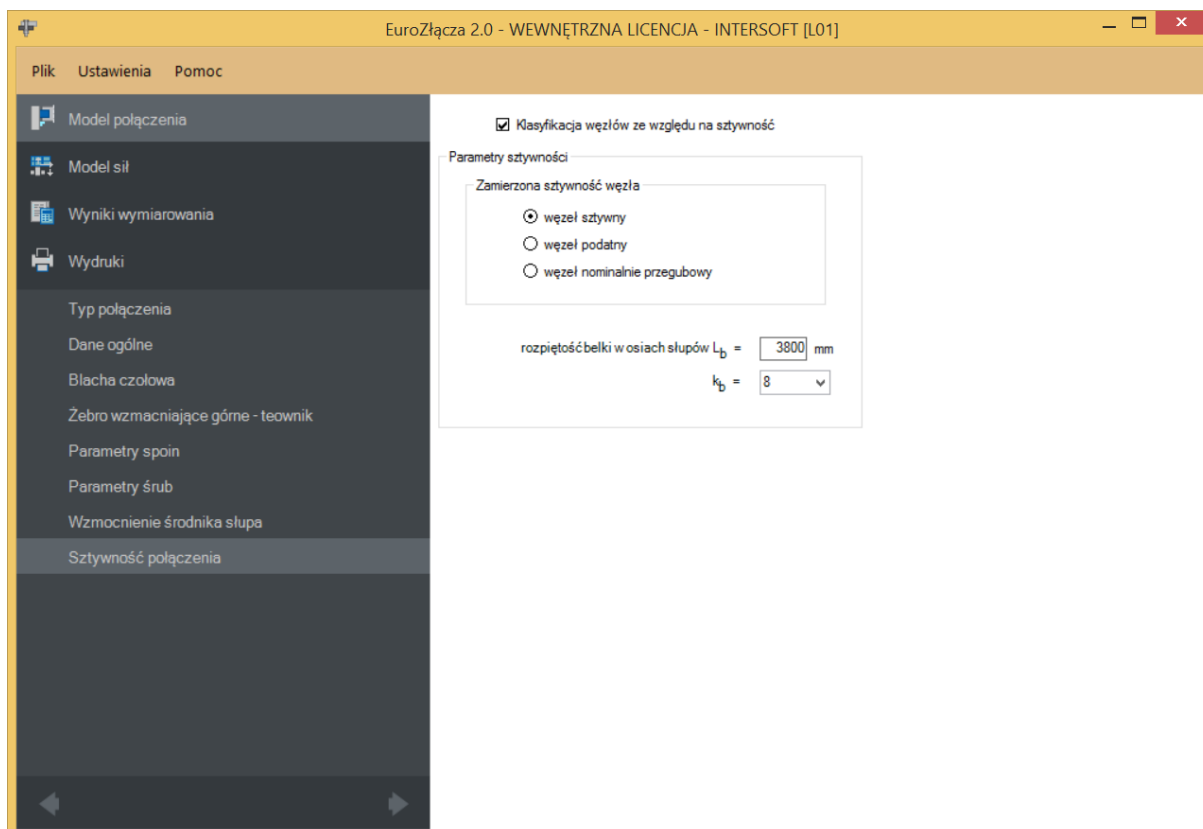 EuroZłącza 2.0 - WEWNĘTRZNA LICENCJA - INTERSOFT [L01]
Plik Ustawienia Pomoc
Model połączenia
Model sił
Wyniki wymiarowania
Wydruki
Typ połączenia
Dane ogólne
Blacha czołowa
Żebro wzmacniające górne - teownik
Parametry spoin
Parametry śrub
Wzmocnienie środnika słupa
Sztywność połączenia
Klasyfikacja węzłów ze względu na sztywność
Parametry sztywności
Zamierzona sztywność węzła
węzeł sztywny
węzeł podatny
węzeł nominalnie przegubowy
rozpiętość belki w osiach słupów Lb = 3800 mm
kb = 8